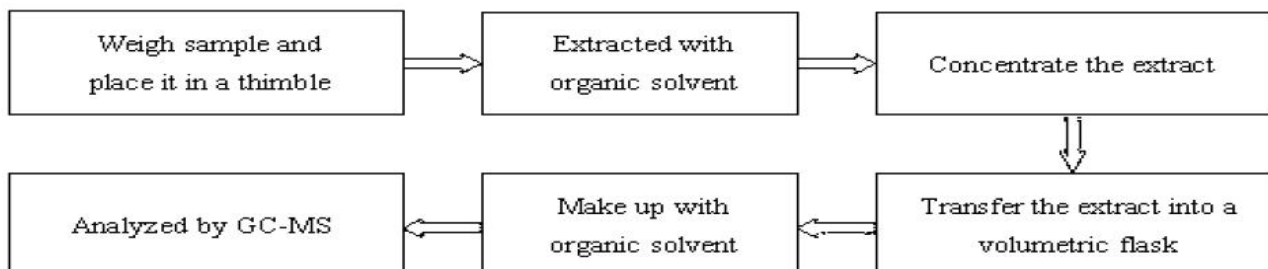 Weigh sample and
place it in a thimble
Extracted with
organic solvent
Concentrate the extract
Transfer the extract into a
volumetric flask
Make up with
organic solvent
Analyzed by GC-MS